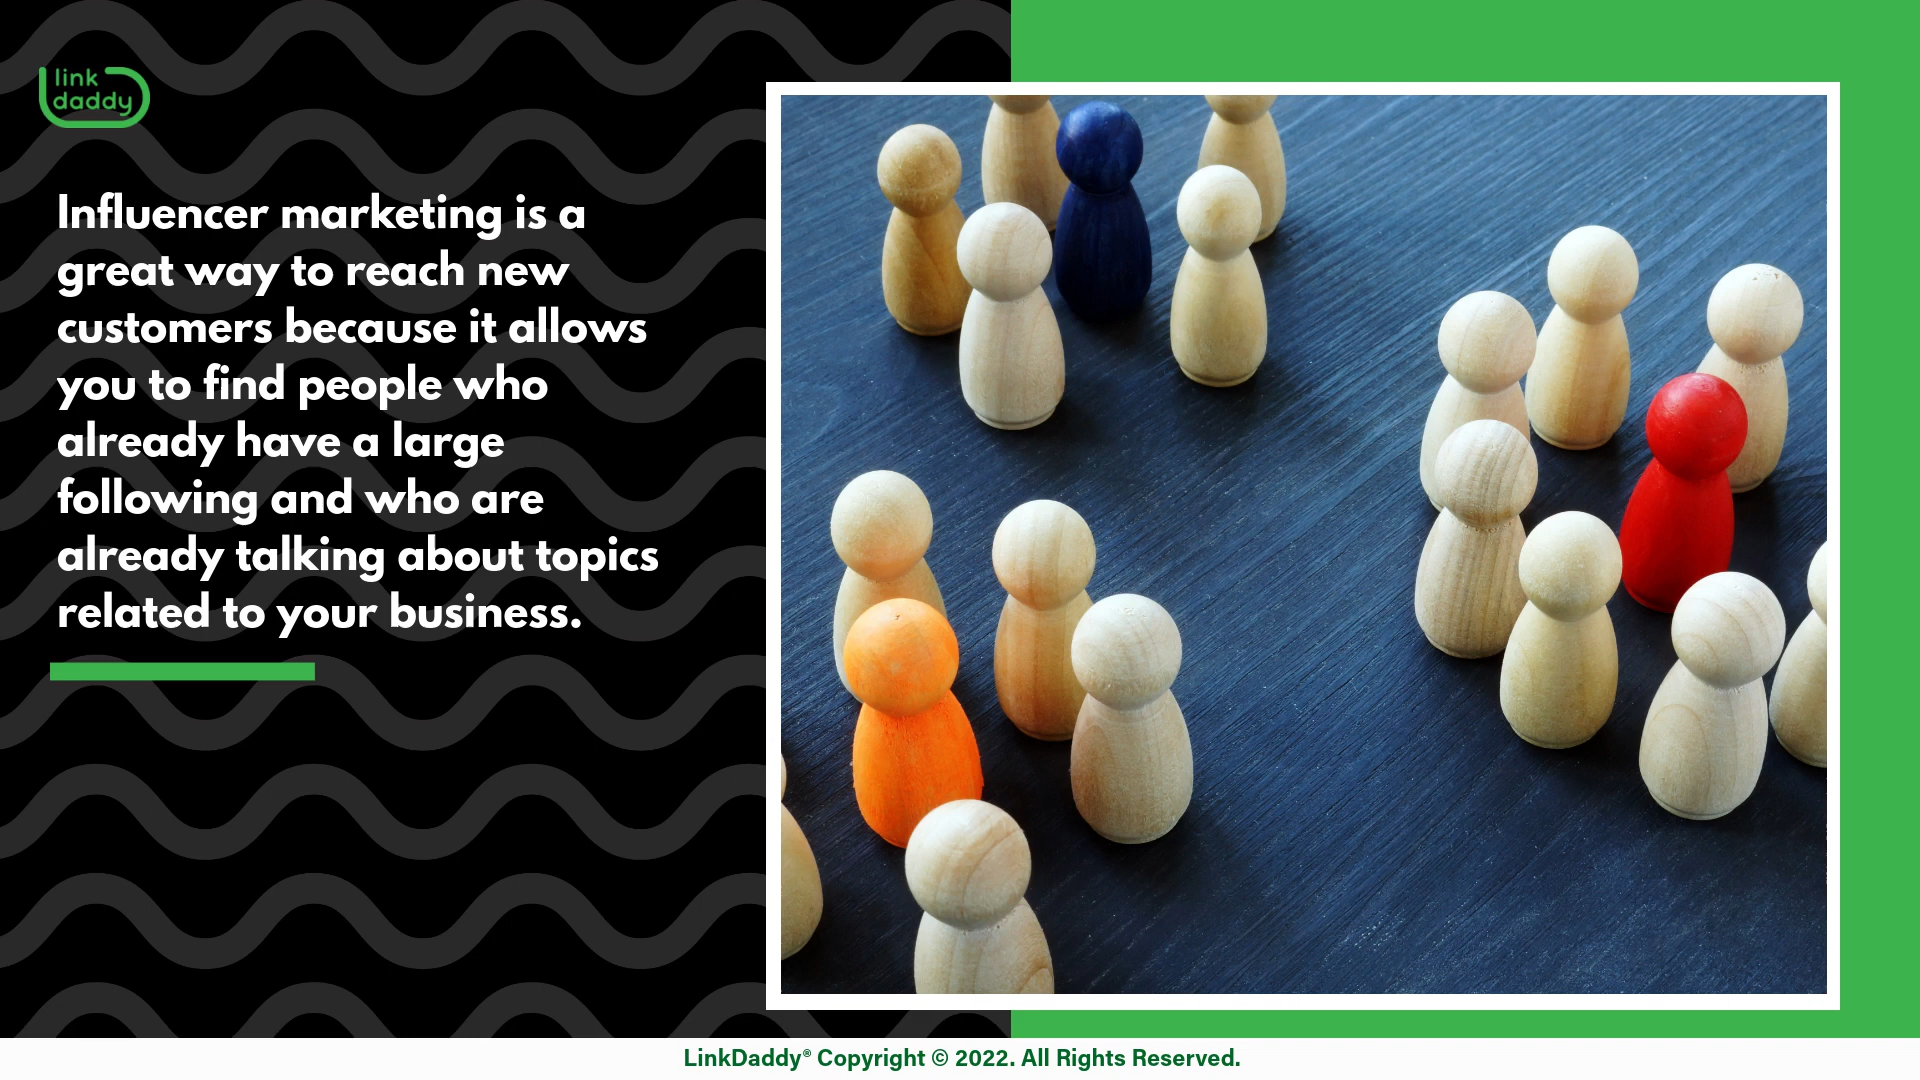 link
daddy
Influencer marketing is a
great way to reach new
customers because it allows
you to find people who
already have a large
following and who are
already talking about topics
related to your business.
LinkDaddy® Copyright © 2022. All Rights Reserved.